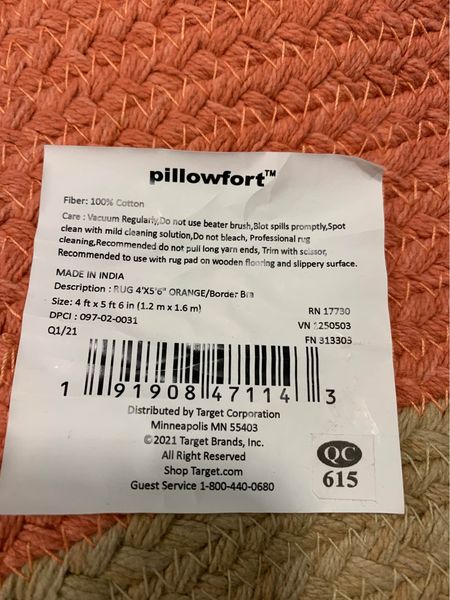 pillowfort™
Fiber: 100% Cotton
Care : Vacuum Regularly,Do not use beater brush,Blot spills promptly,Spot
clean with mild cleaning solution,Do not bleach, Professional rug
cleaning,Recommended do not pull long yarn ends, Trim with scissor,
Recommended to use with rug pad on wooden flooring and slippery surface.
MADE IN INDIA
Description : RUG 4'X5'6" ORANGE/Border Bra
Size: 4 ft x 5 ft 6 in (1.2 m x 1.6 m)
RN 17730
DPCI : 097-02-0031
VN 1250503
Q1/21
FN 313303
1 91908 47114 3
Distributed by Target Corporation
Minneapolis MN 55403
©2021 Target Brands, Inc.
All Right Reserved
Shop Target.com
Guest Service 1-800-440-0680
QC
615